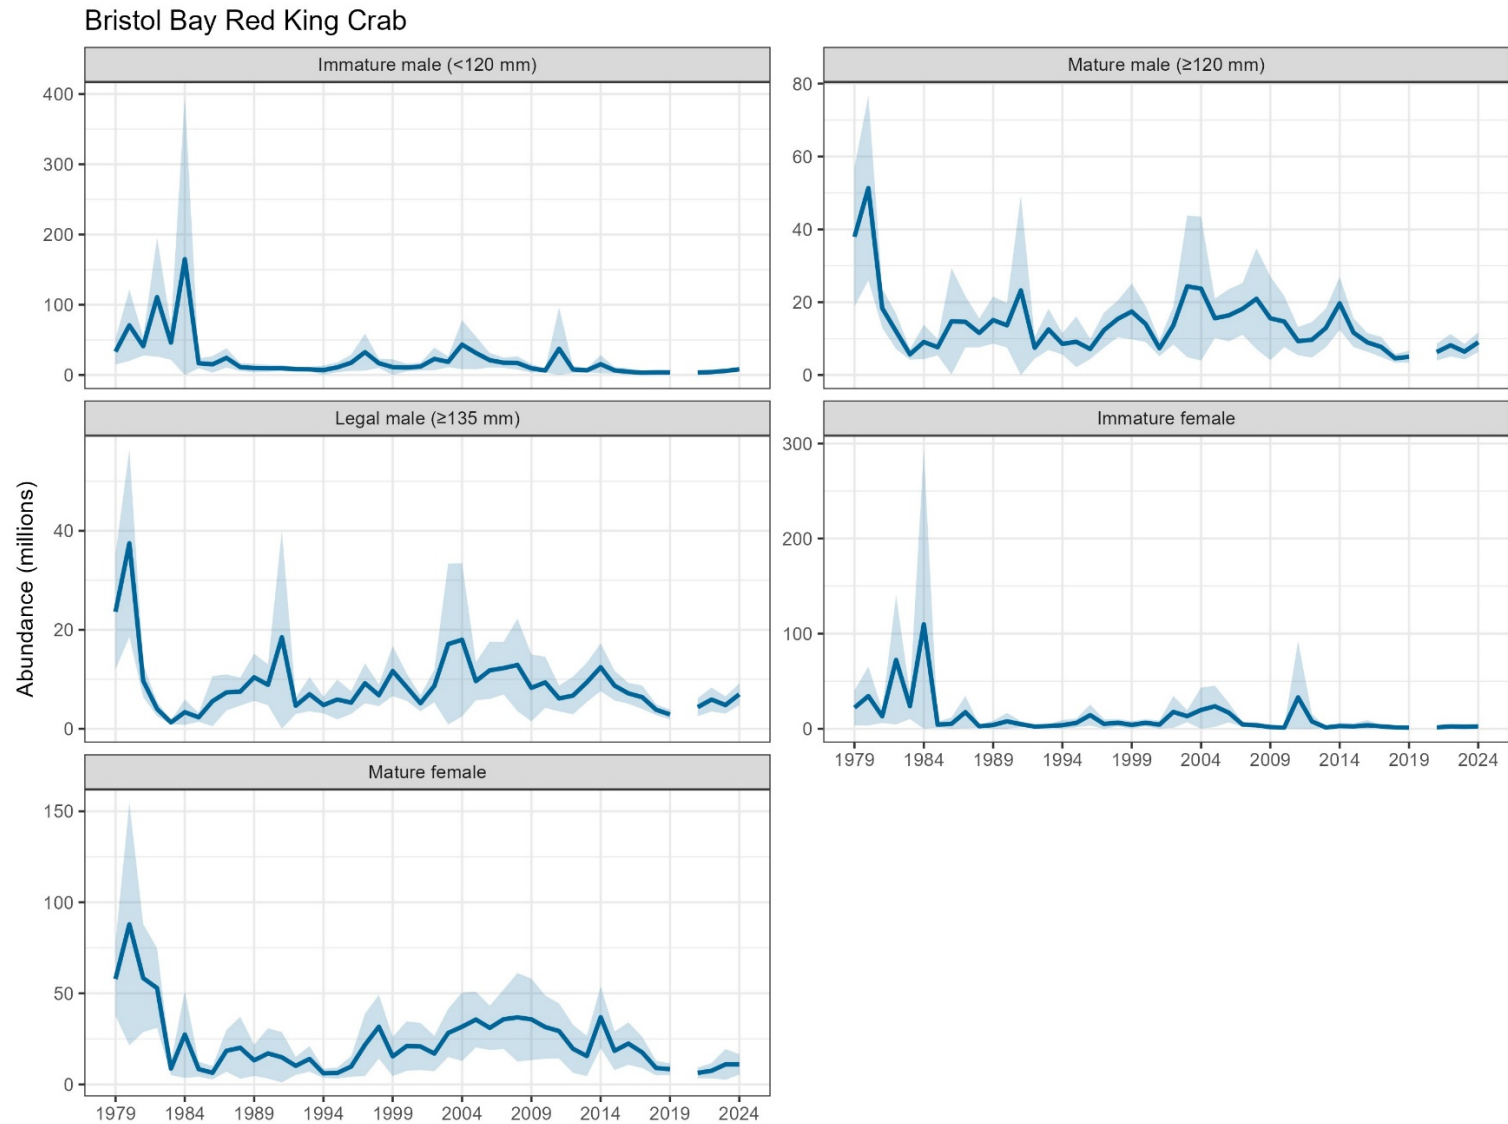 Bristol Bay Red King Crab
Immature male (<120 mm)
400
300
200
100
0
Mature male (≥120 mm)
80
60
40
20
0
Abundance (millions)
Legal male (≥135 mm)
40
20
0
Immature female
300
200
100
0
1979 1984 1989 1994 1999 2004 2009 2014 2019 2024
Mature female
150
100
50
0
1979 1984 1989 1994 1999 2004 2009 2014 2019 2024